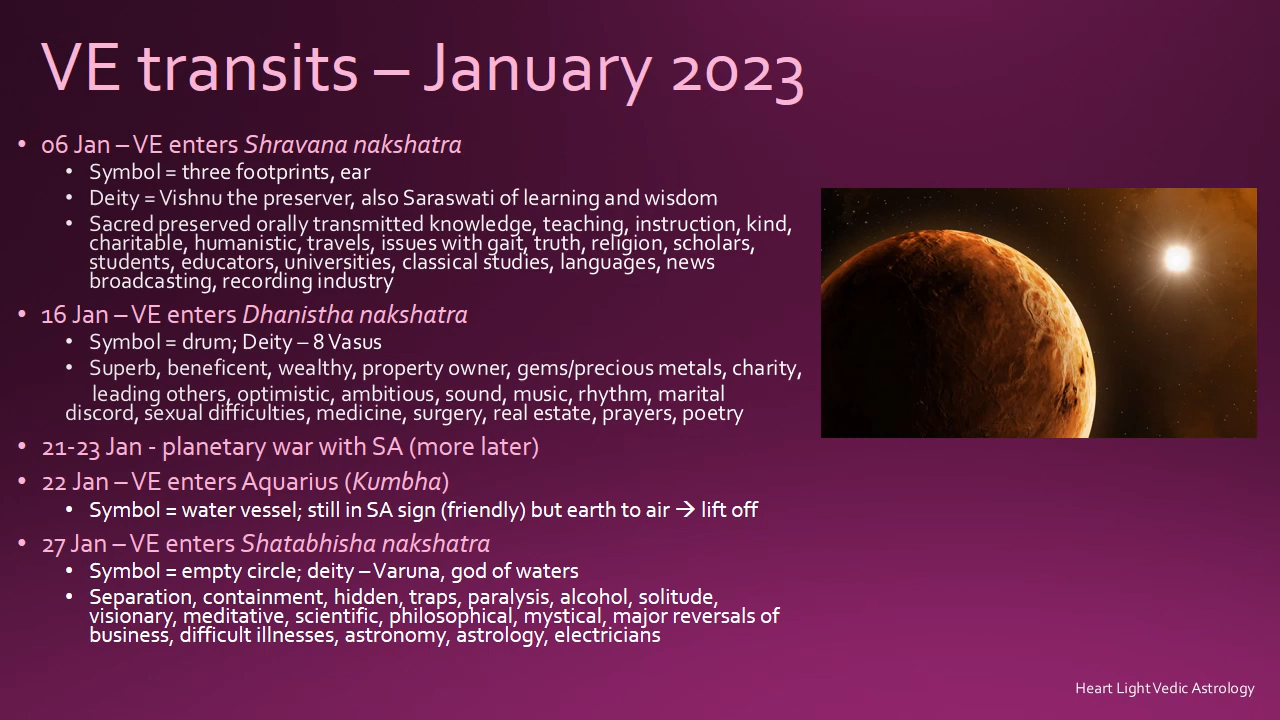 VE transits – January 2023
• 06 Jan – VE enters Shravana nakshatra
• Symbol = three footprints, ear
• Deity = Vishnu the preserver, also Saraswati of learning and wisdom
• Sacred preserved orally transmitted knowledge, teaching, instruction, kind,
charitable, humanistic, travels, issues with gait, truth, religion, scholars,
students, educators, universities, classical studies, languages, news
broadcasting, recording industry
• 16 Jan – VE enters Dhanistha nakshatra
• Symbol = drum; Deity – 8 Vasus
• Superb, beneficent, wealthy, property owner, gems/precious metals, charity,
leading others, optimistic, ambitious, sound, music, rhythm, marital
discord, sexual difficulties, medicine, surgery, real estate, prayers, poetry
• 21-23 Jan - planetary war with SA (more later)
• 22 Jan – VE enters Aquarius (Kumbha)
• Symbol = water vessel; still in SA sign (friendly) but earth to air → lift off
• 27 Jan – VE enters Shatabhisha nakshatra
• Symbol = empty circle; deity – Varuna, god of waters
• Separation, containment, hidden, traps, paralysis, alcohol, solitude,
visionary, meditative, scientific, philosophical, mystical, major reversals of
business, difficult illnesses, astronomy, astrology, electricians
Heart Light Vedic Astrology